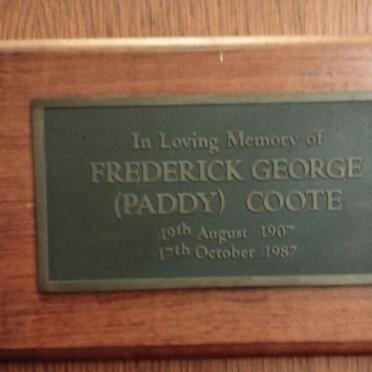 In Loving Memory of
FREDERICK GEORGE
(PADDY) COOTE
19th August 1907
17th October 1987